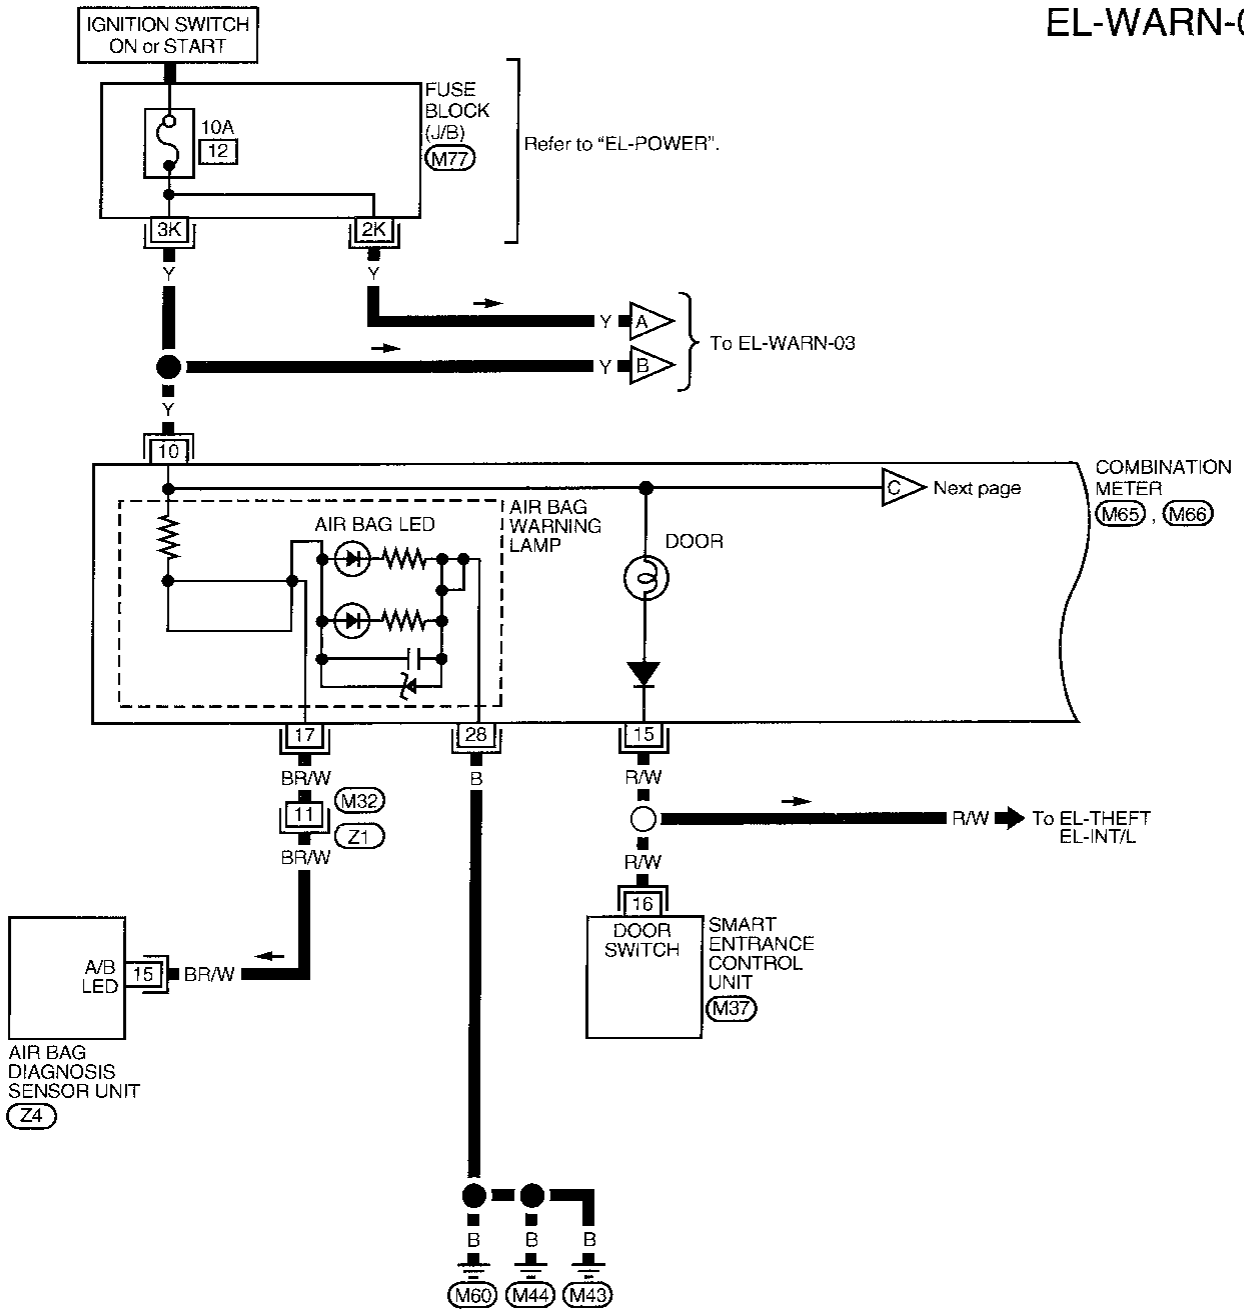 EL-WARN-0
IGNITION SWITCH
ON or START
FUSE
BLOCK
(J/B)
M77
10A
12
Refer to "EL-POWER".
3K
2K
Y
Y
Y
A
Y
B
To EL-WARN-03
Y
10
COMBINATION
METER
M65 , M66
C
Next page
AIR BAG LED
AIR BAG
WARNING
LAMP
DOOR
17
28
15
BR/W
B
R/W
11
M32
Z1
BR/W
R/W
To EL-THEFT
EL-INT/L
R/W
16
DOOR
SWITCH
SMART
ENTRANCE
CONTROL
UNIT
M37
A/B
LED
15
BR/W
AIR BAG
DIAGNOSIS
SENSOR UNIT
Z4
B
B
B
M60
M44
M43